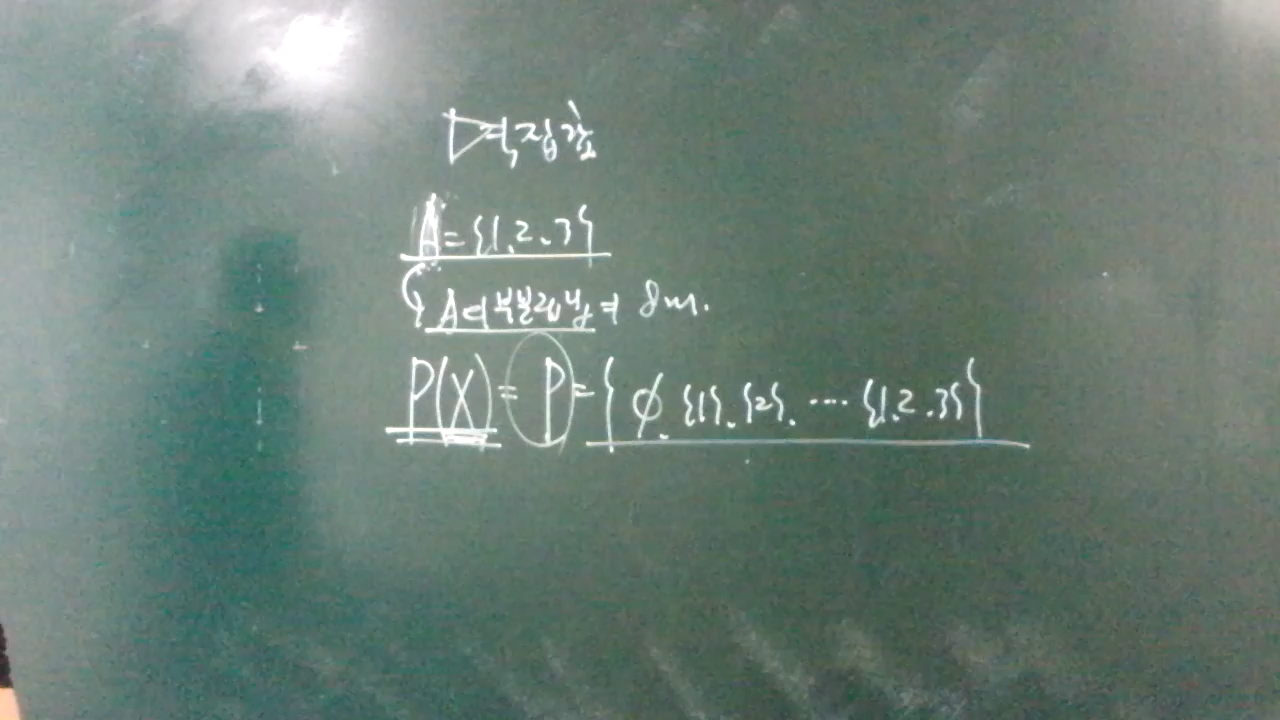 ▷멱집합
A={1,2,3}
A의 부분집합의 8개.
P(X)=P={ϕ,{1},{2},....{1,2,3}}